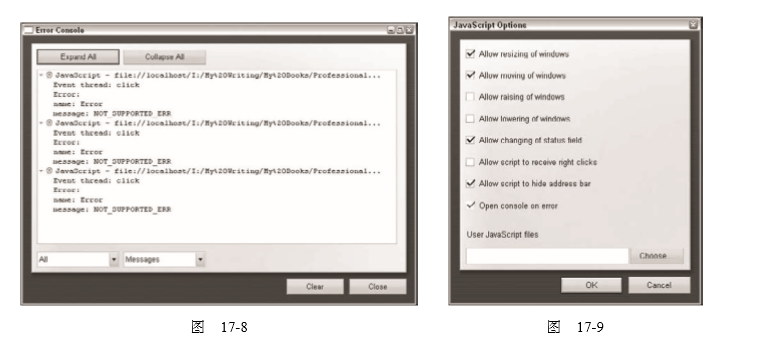 Error Console
Expand All
Collapse All
JavaScript - file://localhost/I:/My%20Writing/My%20Books/Professional...
Event thread: click
Error:
name: Error
message: NOT_SUPPORTED_ERR
JavaScript - file://localhost/I:/My%20Writing/My%20Books/Professional...
Event thread: click
Error:
name: Error
message: NOT_SUPPORTED_ERR
JavaScript - file://localhost/I:/My%20Writing/My%20Books/Professional...
Event thread: click
Error:
name: Error
message: NOT_SUPPORTED_ERR
All
Messages
Clear
Close
图 17-8
JavaScript Options
Allow resizing of windows
Allow moving of windows
Allow raising of windows
Allow lowering of windows
Allow changing of status field
Allow script to receive right clicks
Allow script to hide address bar
Open console on error
User JavaScript files
Choose
OK
Cancel
图 17-9